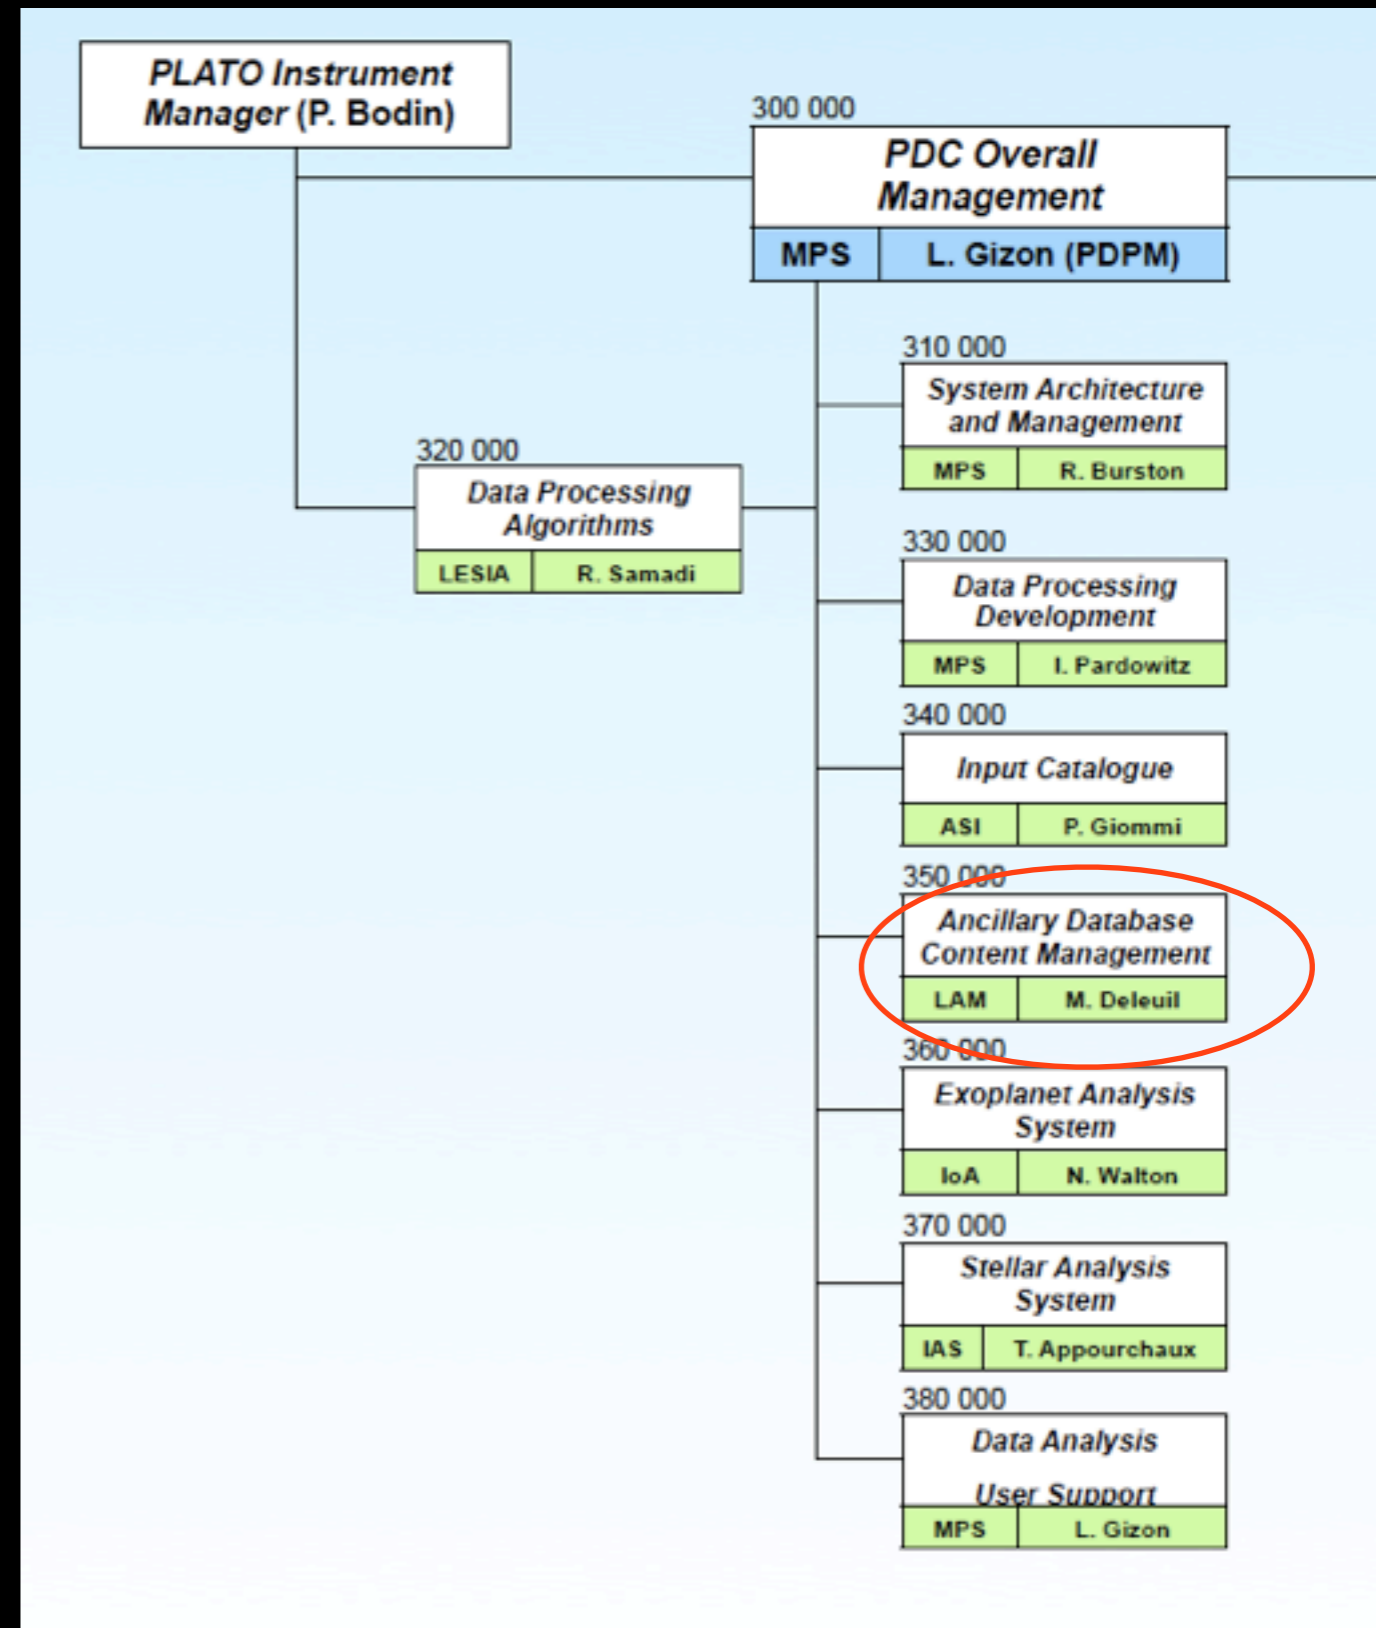 PLATO Instrument
Manager (P. Bodin)
300 000
PDC Overall
Management
MPS L. Gizon (PDPM)
310 000
System Architecture
and Management
MPS R. Burston
320 000
Data Processing
Algorithms
LESIA R. Samadi
330 000
Data Processing
Development
MPS I. Pardowitz
340 000
Input Catalogue
ASI P. Giommi
350 000
Ancillary Database
Content Management
LAM M. Deleuil
360 000
Exoplanet Analysis
System
IoA N. Walton
370 000
Stellar Analysis
System
IAS T. Appourchaux
380 000
Data Analysis
User Support
MPS L. Gizon